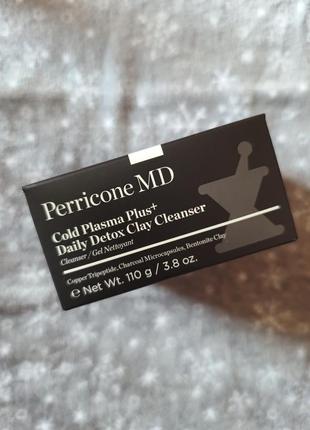 Perricone MD
Cold Plasma Plus+
Daily Detox Clay Cleanser
Cleanser / Gel Nettoyant
Copper Tripeptide, Charcoal Microcapsules, Bentonite Clay
℮ Net Wt. 110 g / 3.8 oz.